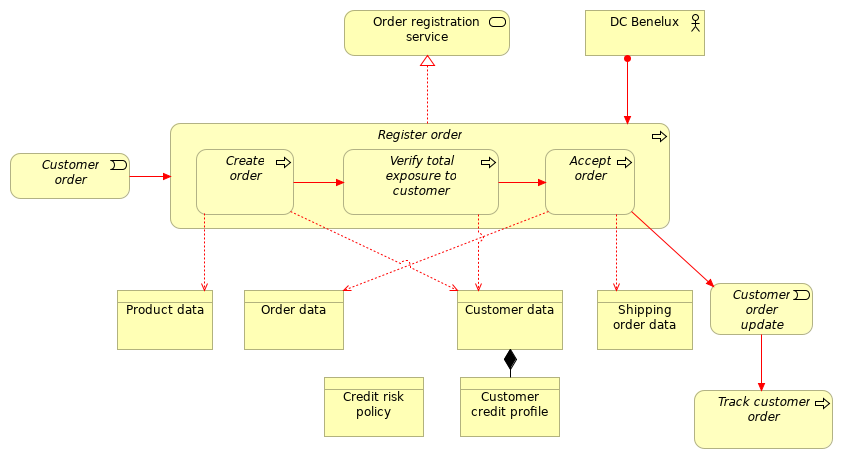 Order registration
service
DC Benelux
Register order
Customer
order
Create
order
Verify total
exposure to
customer
Accept
order
Product data
Order data
Customer data
Shipping
order data
Customer
order
update
Credit risk
policy
Customer
credit profile
Track customer
order